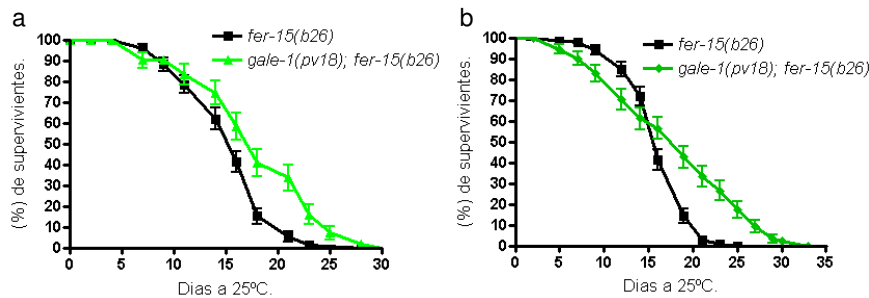 a
fer-15(b26)
gale-1(pv18); fer-15(b26)
(%) de supervivientes.
100
90
80
70
60
50
40
30
20
10
0
0 5 10 15 20 25 30
Dias a 25ºC.
b
fer-15(b26)
gale-1(pv18); fer-15(b26)
(%) de supervivientes.
100
90
80
70
60
50
40
30
20
10
0
0 5 10 15 20 25 30 35
Dias a 25ºC.